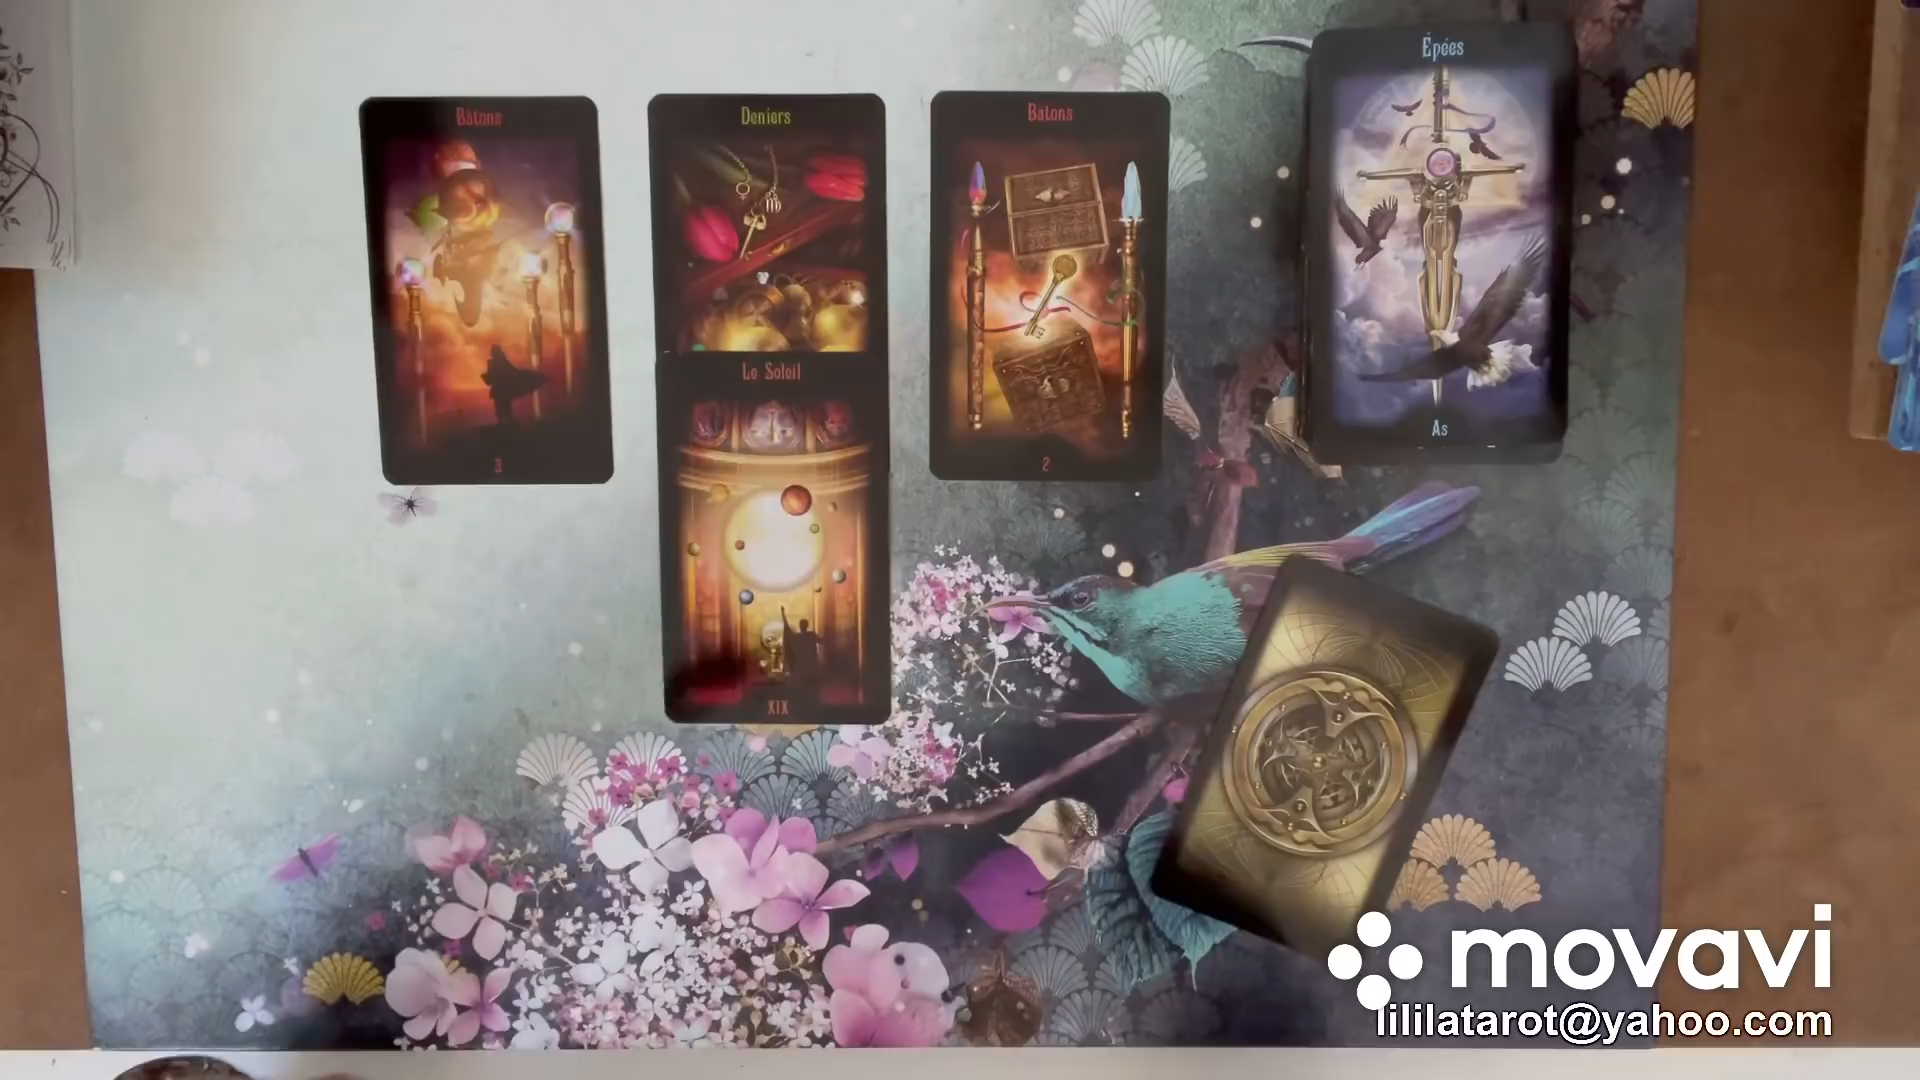 Bâtons
3
Deniers
Le Soleil
XIX
Bâtons
2
Épées
As
movavi
lililatarot@yahoo.com